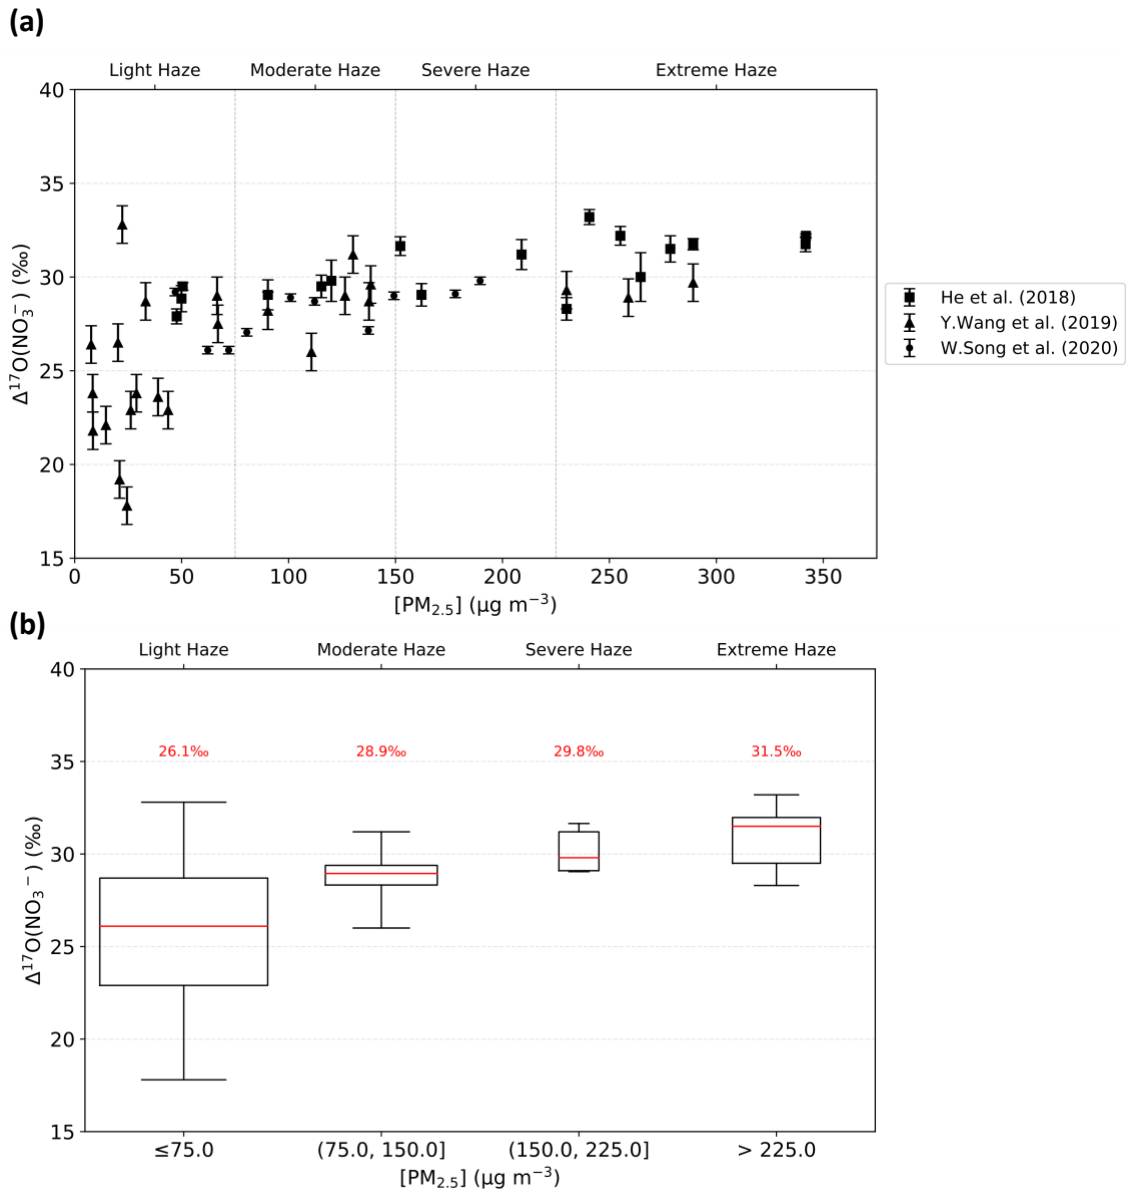 (a)
Light Haze Moderate Haze Severe Haze Extreme Haze
40
35
30
25
20
15
Δ¹⁷O(NO₃⁻) (‰)
0 50 100 150 200 250 300 350
[PM₂.₅] (μg m⁻³)
He et al. (2018)
Y.Wang et al. (2019)
W.Song et al. (2020)
(b)
Light Haze Moderate Haze Severe Haze Extreme Haze
40
35
30
25
20
15
Δ¹⁷O(NO₃⁻) (‰)
26.1‰ 28.9‰ 29.8‰ 31.5‰
≤75.0 (75.0, 150.0] (150.0, 225.0] > 225.0
[PM₂.₅] (μg m⁻³)